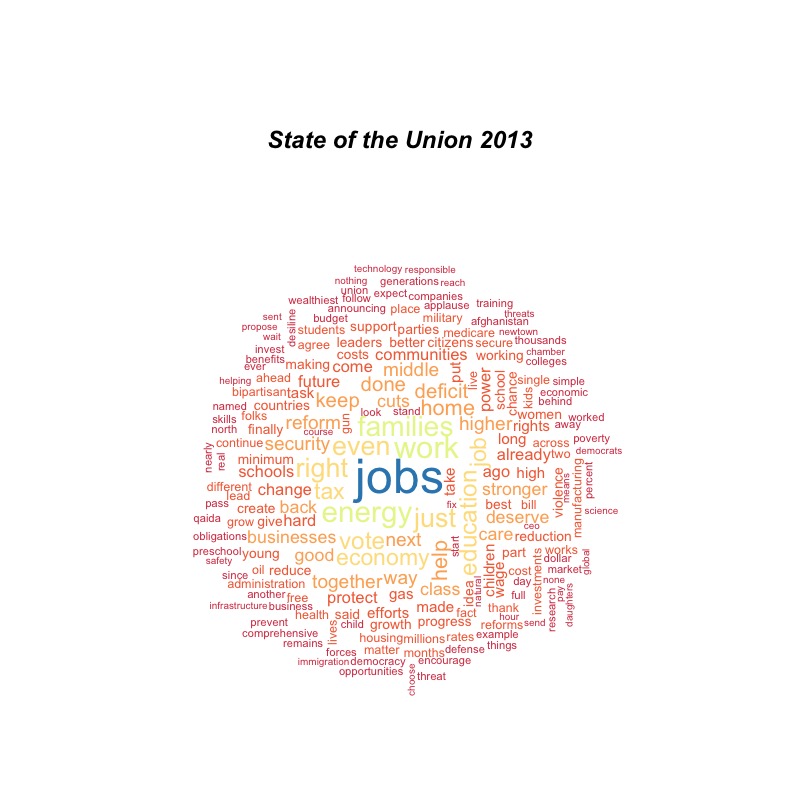 State of the Union 2013
technology responsible
nothing generations reach
union expect companies
wealthiest follow applause training
announcing place threats
sent budget military afghanistan
propose desiline students support parties medicare newtown
wait agree leaders better citizens secure thousands
invest costs communities working chamber
benefits making come middle put colleges
ever ahead future done deficit live power school chance single simple
helping bipartisan task keep cuts home kids economic
named countries look stand women behind
skills folks reform gun families higher rights away worked
north finally course long across poverty
nearly real continue security even work job already two democrats
minimum right jobs take ago high percent
schools different change tax education stronger violence means manufacturing
lead create back energy fix best bill science
pass grow give hard just deserve ceo
qaida obligations businesses vote next start care reduction
preschool young good economy help children part works
safety oil reduce together way idea natural wage cost dollar
since administration gas class day market none global
another free protect full investments research pay daughters
infrastructure business health said efforts made fact thank hour
prevent child growth progress reforms send
comprehensive lives housing millions rates example
remains forces matter months defense things
immigration democracy encourage
opportunities choose threat